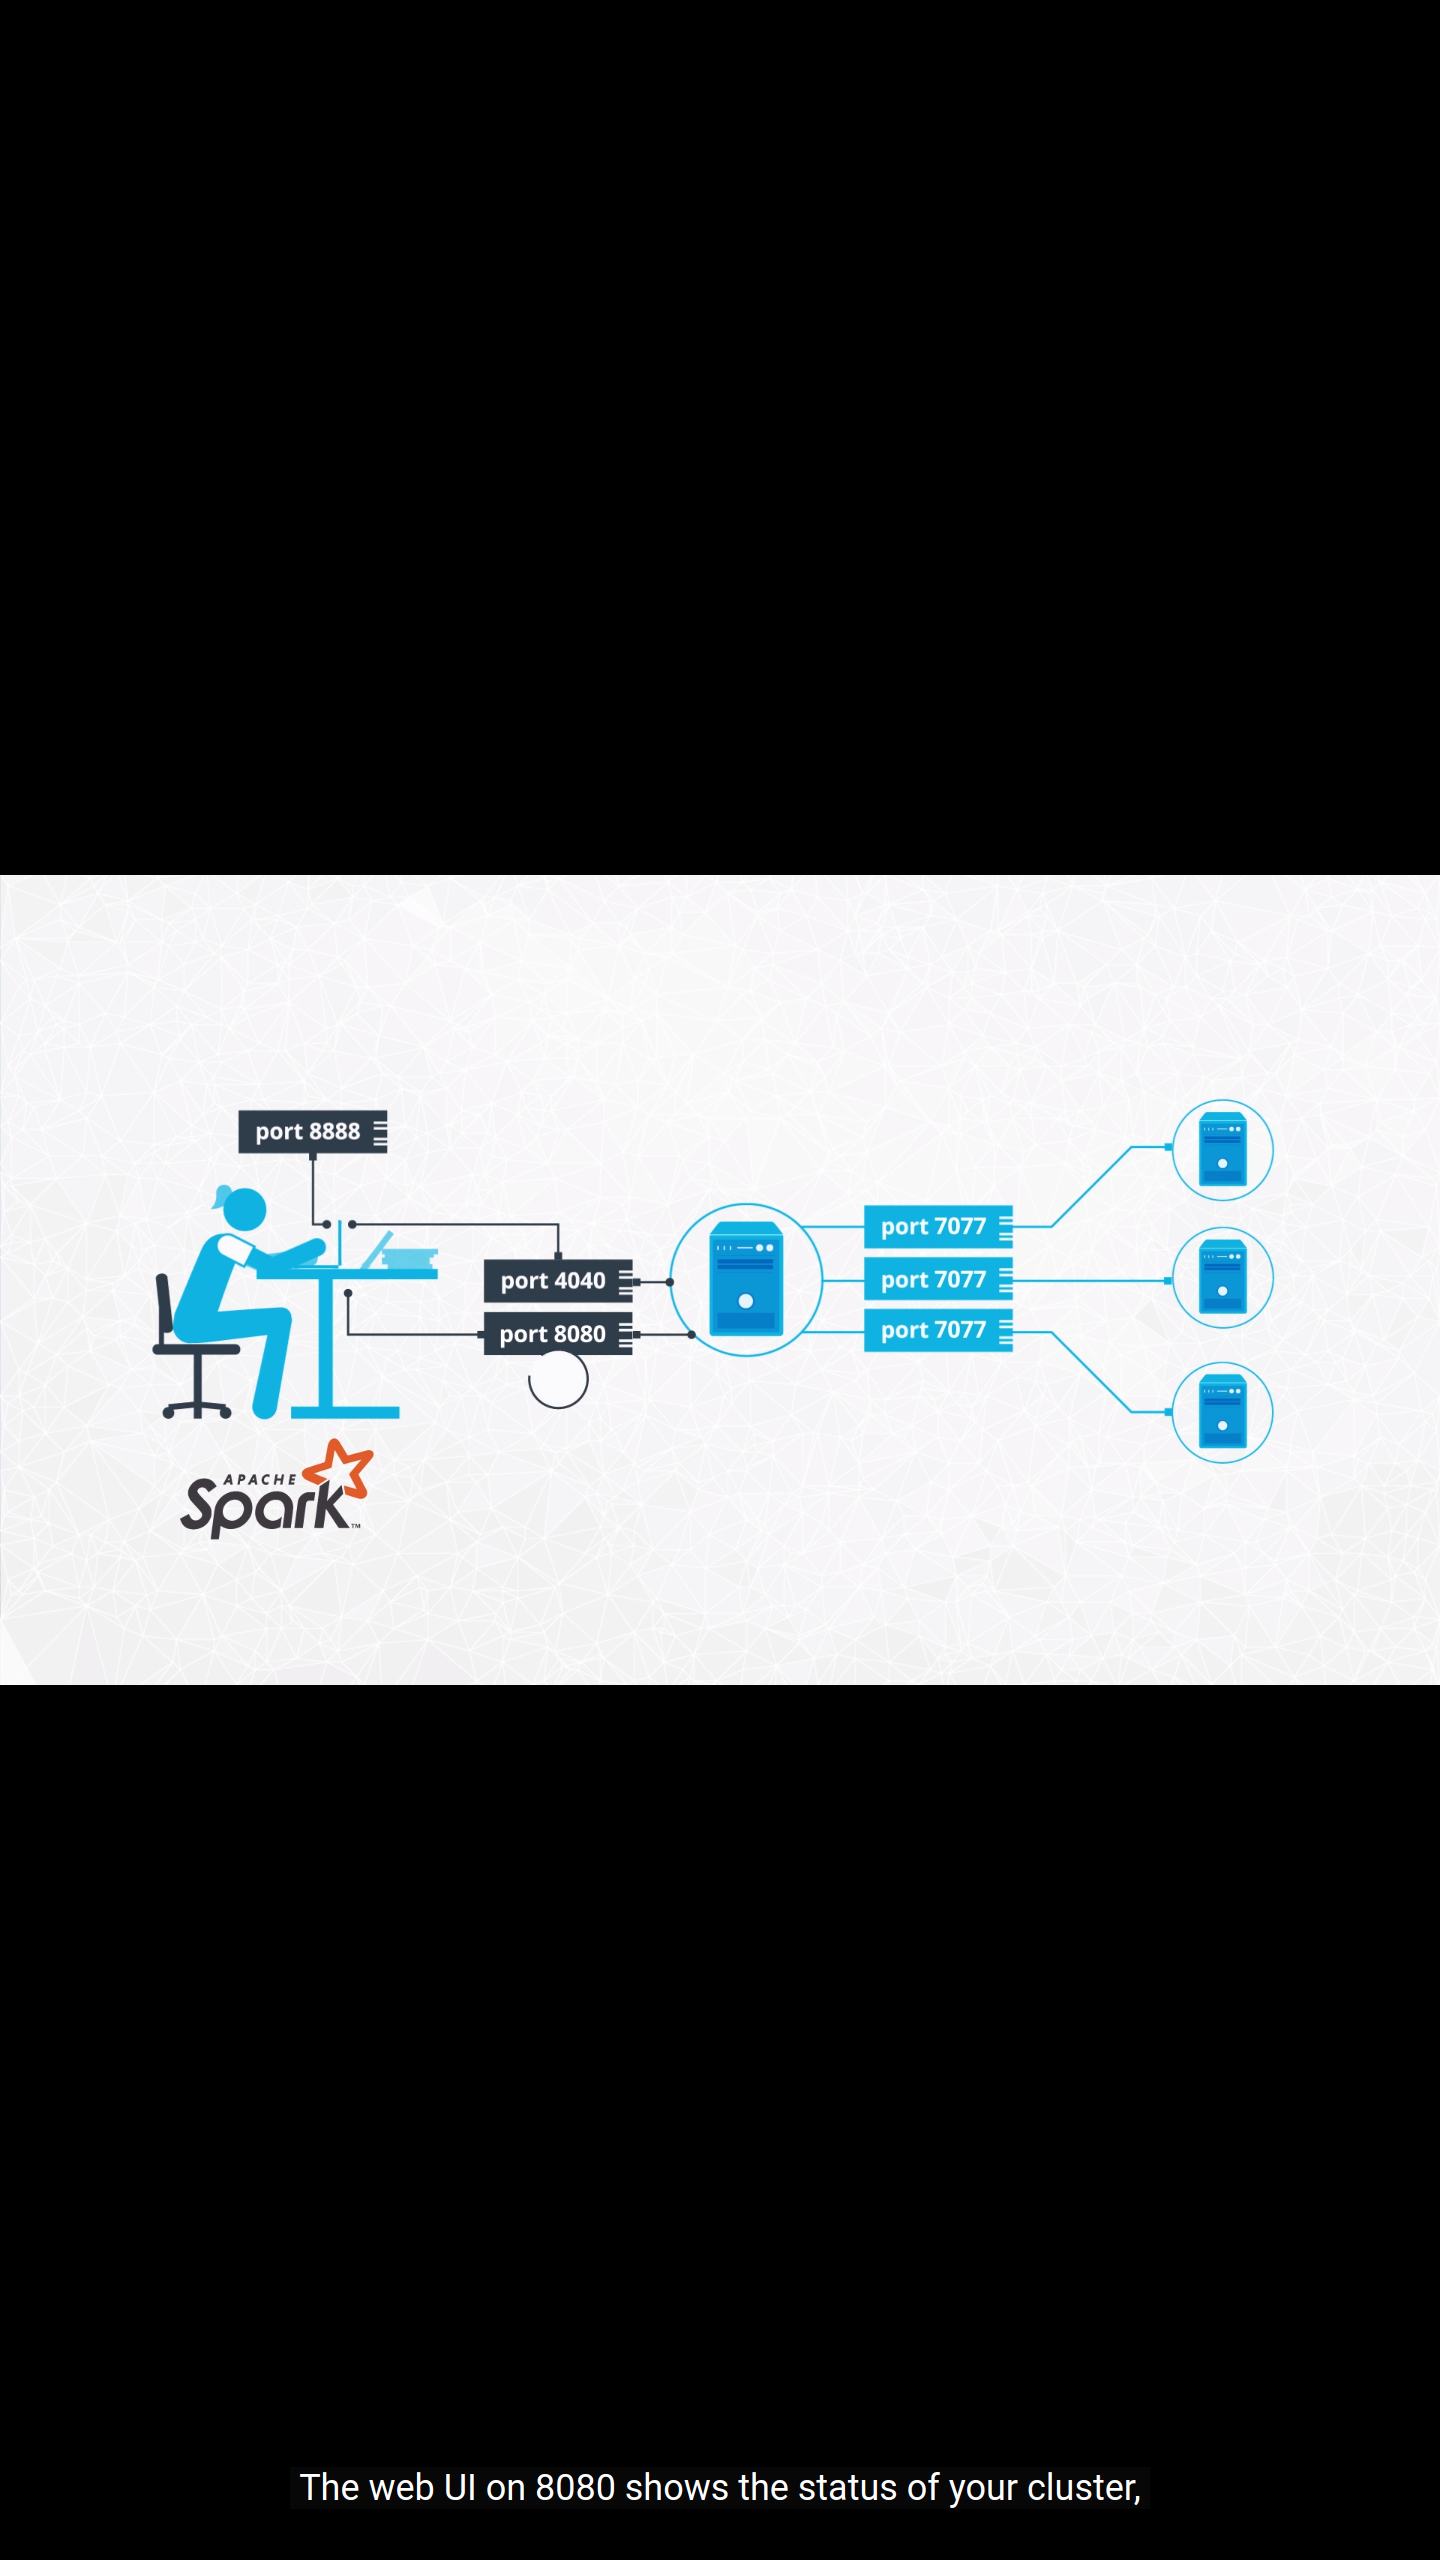 port 8888
port 4040
port 8080
port 7077
port 7077
port 7077
APACHE
Spark™
The web UI on 8080 shows the status of your cluster,